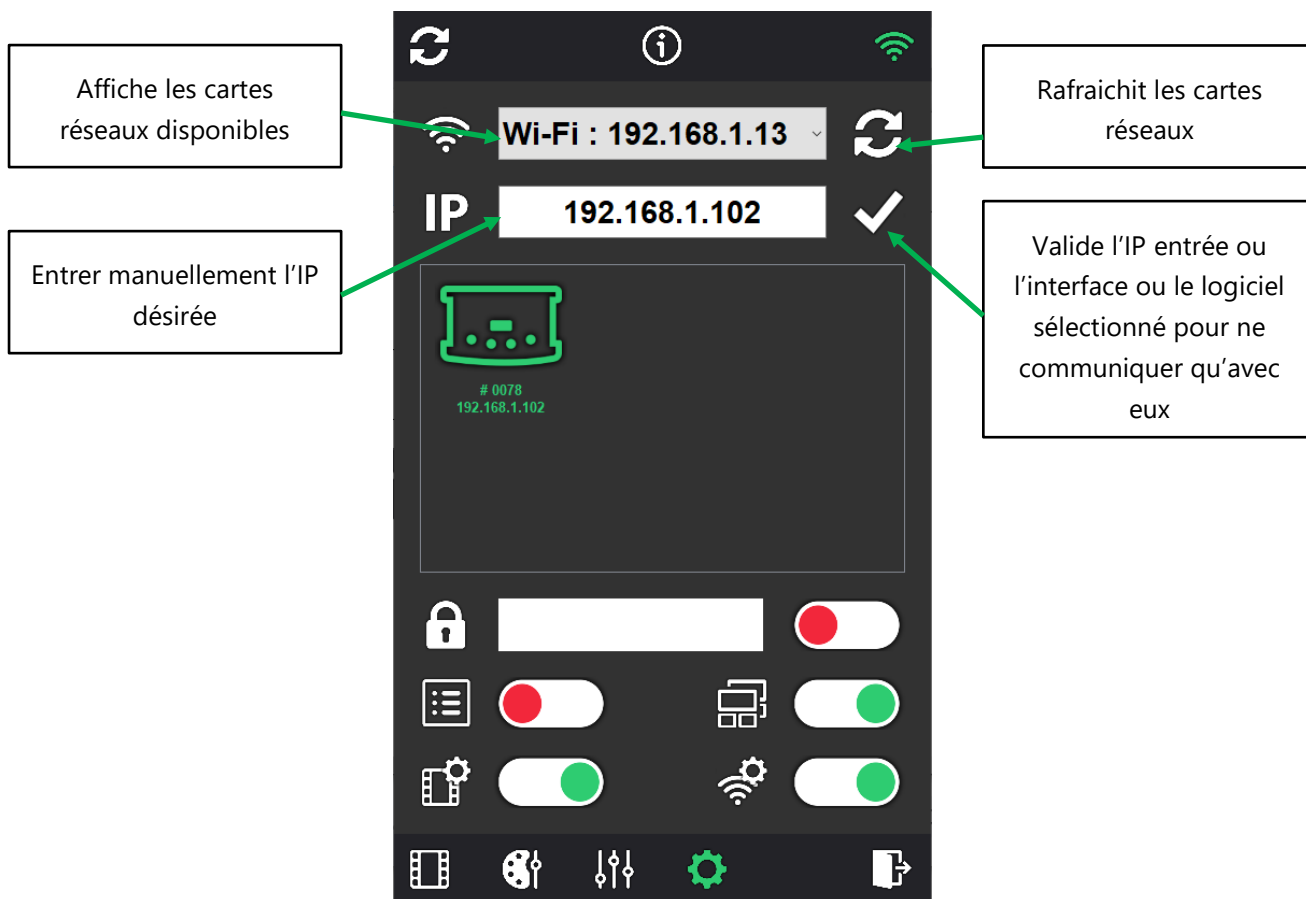 Affiche les cartes
réseaux disponibles
Wi-Fi : 192.168.1.13
Rafraichit les cartes
réseaux
IP
192.168.1.102
Entrer manuellement l’IP
désirée
Valide l’IP entrée ou
l’interface ou le logiciel
sélectionné pour ne
communiquer qu’avec
eux
# 0078
192.168.1.102